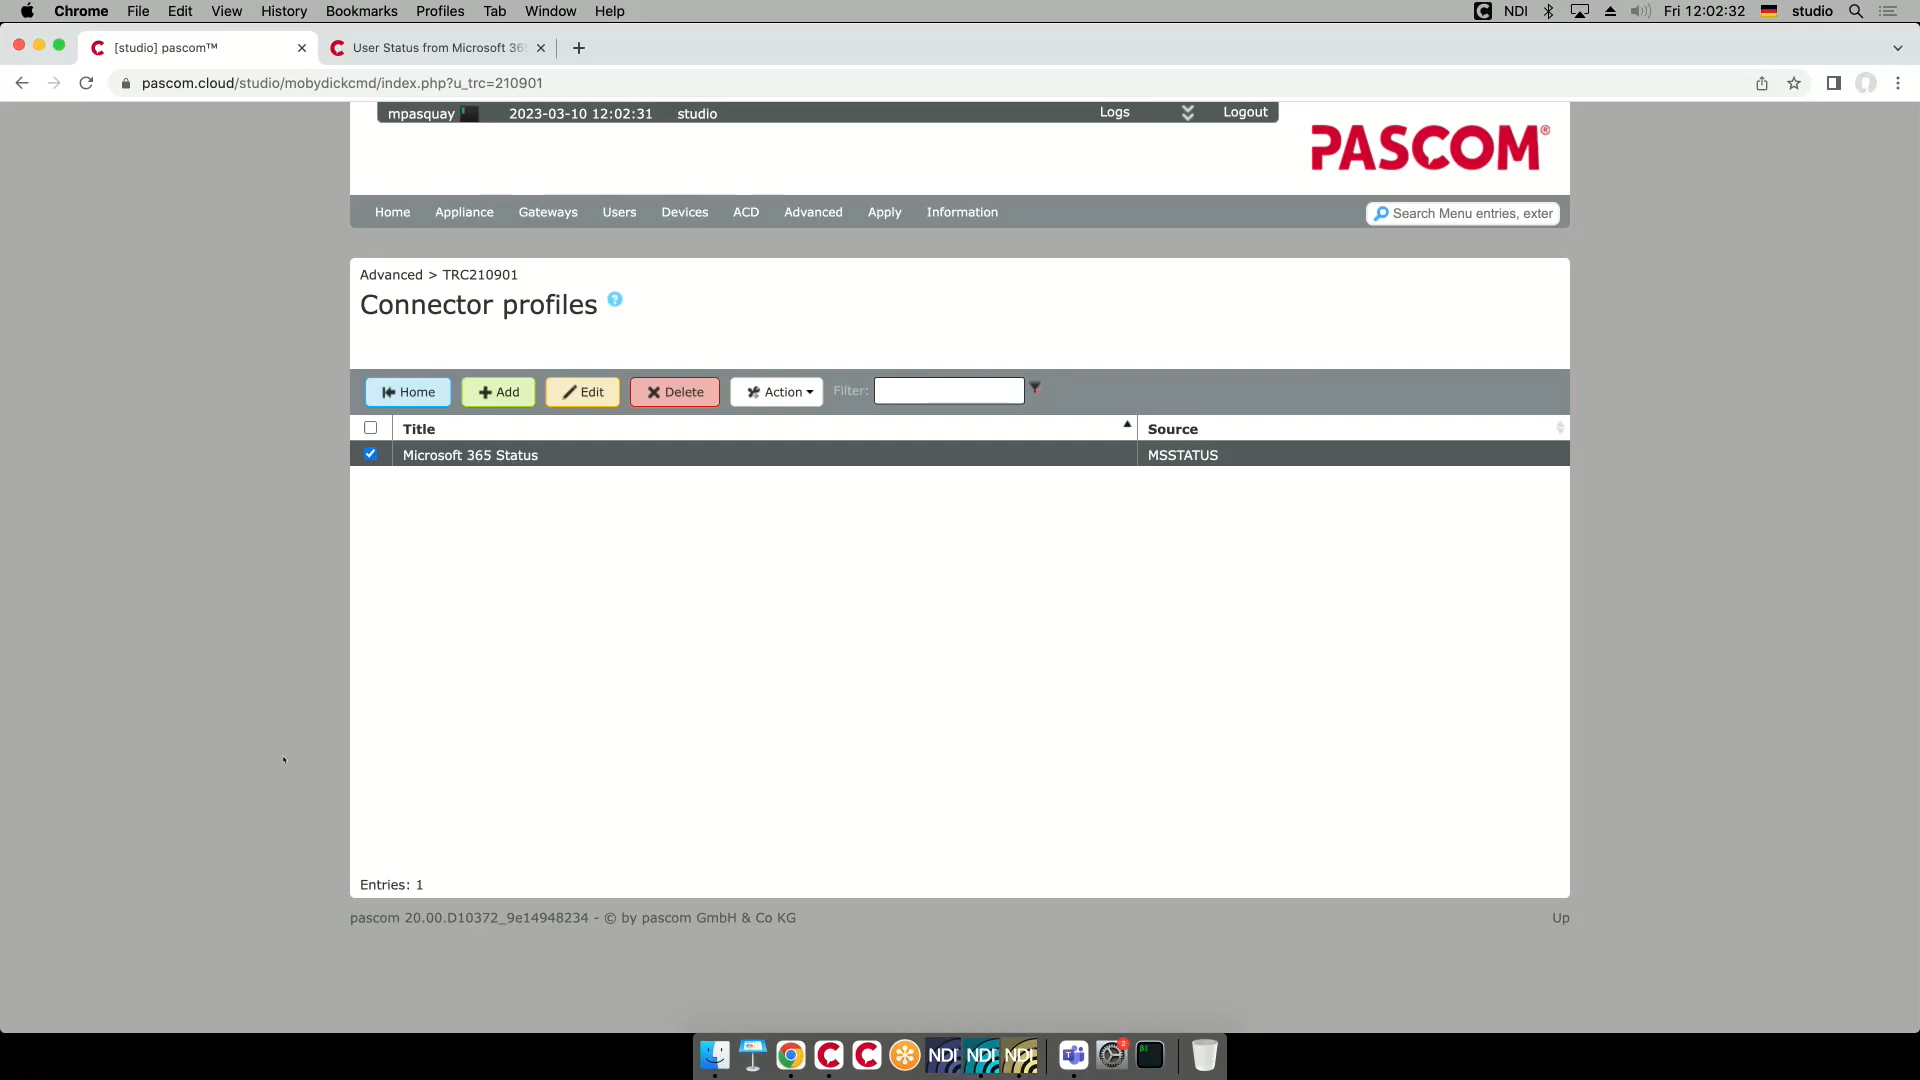 Chrome File Edit View History Bookmarks Profiles Tab Window Help NDI Fri 12:02:32 studio
[studio] pascom™ User Status from Microsoft 36
pascom.cloud/studio/mobydickcmd/index.php?u_trc=210901
mpasquay 2023-03-10 12:02:31 studio Logs Logout
PASCOM®
Home Appliance Gateways Users Devices ACD Advanced Apply Information Search Menu entries, exter
Advanced > TRC210901
Connector profiles ?
Home Add Edit Delete Action Filter:
Title Source
Microsoft 365 Status MSSTATUS
Entries: 1
pascom 20.00.D10372_9e14948234 - © by pascom GmbH & Co KG Up
NDI NDI NDI 2